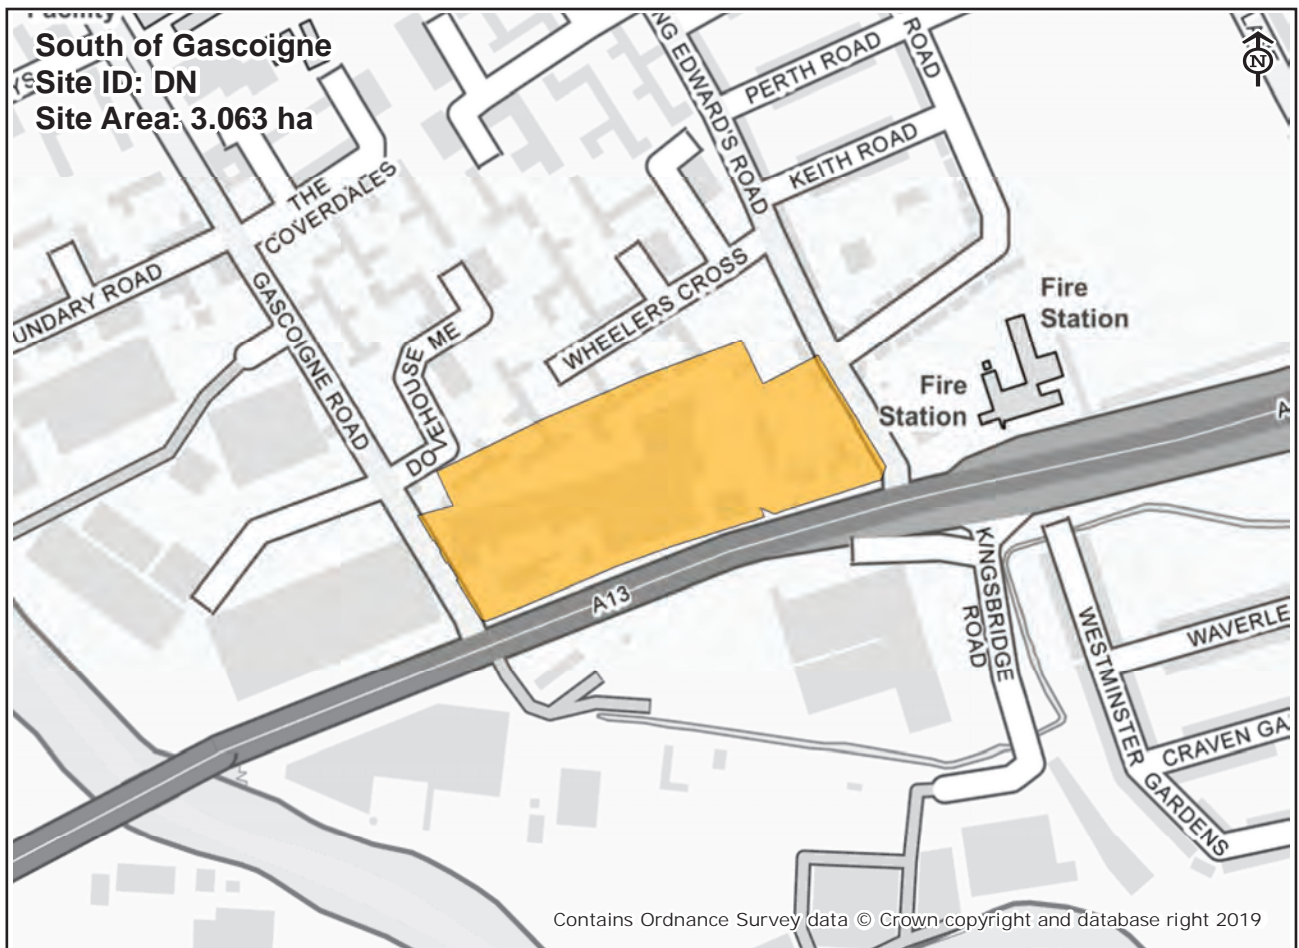 Facility
South of Gascoigne
Site ID: DN
Site Area: 3.063 ha
N
PERTH ROAD
ROAD
NG EDWARD'S ROAD
KEITH ROAD
THE
COVERDALES
UNDARY ROAD
GASCOIGNE ROAD
WHEELERS CROSS
DOVEHOUSE ME
Fire
Station
Fire
Station
A
A13
KINGSBRIDGE
ROAD
WESTMINSTER GARDENS
WAVERLE
CRAVEN GA
Contains Ordnance Survey data © Crown copyright and database right 2019